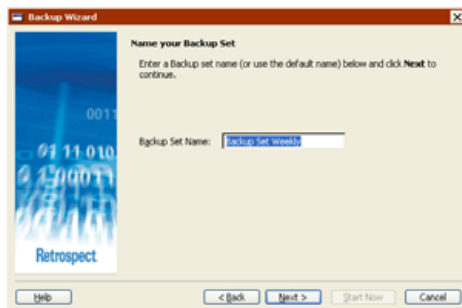 Backup Wizard
Name your Backup Set
Enter a Backup set name (or use the default name) below and click Next to
continue.
0011
01 11 010
Backup Set Name: Backup Set Weekly
Retrospect
Help < Back Next > Start Now Cancel